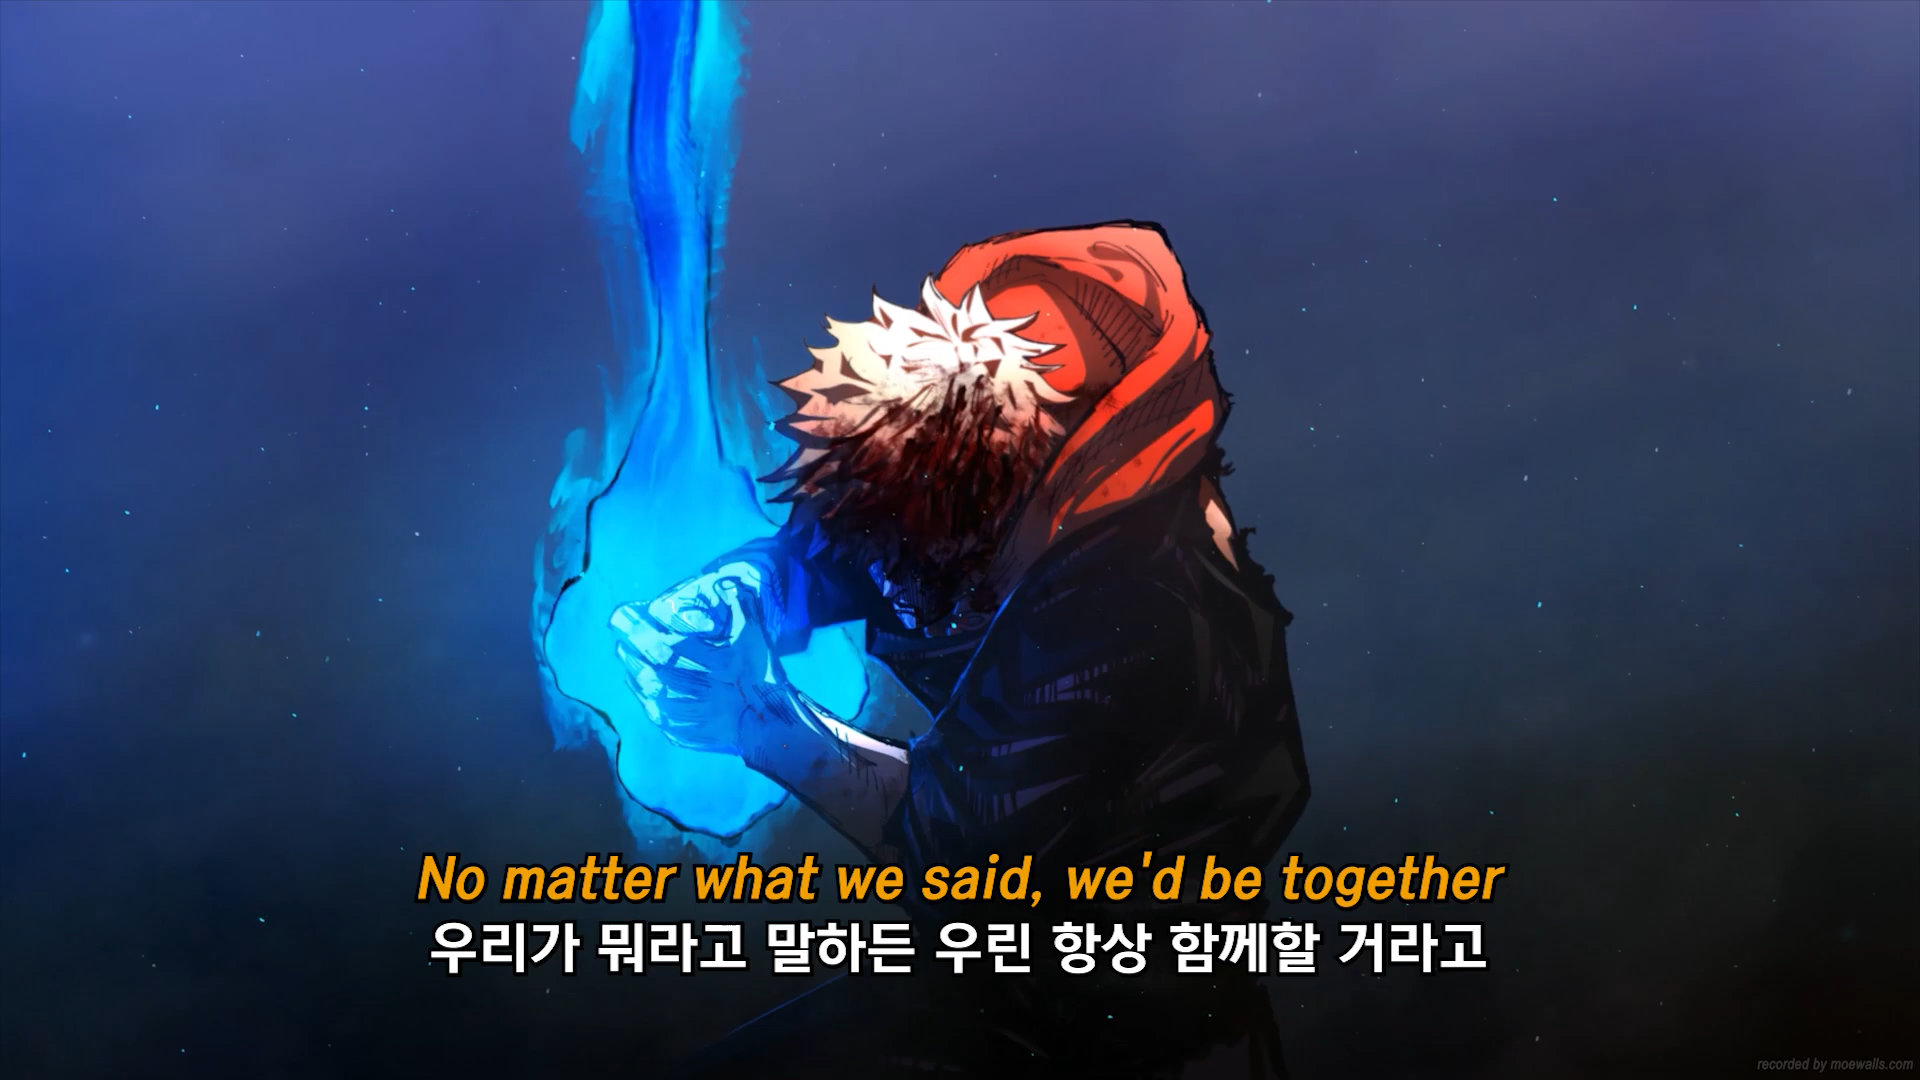 No matter what we said, we'd be together
우리가 뭐라고 말하든 우린 항상 함께할 거라고
recorded by moewalls.com